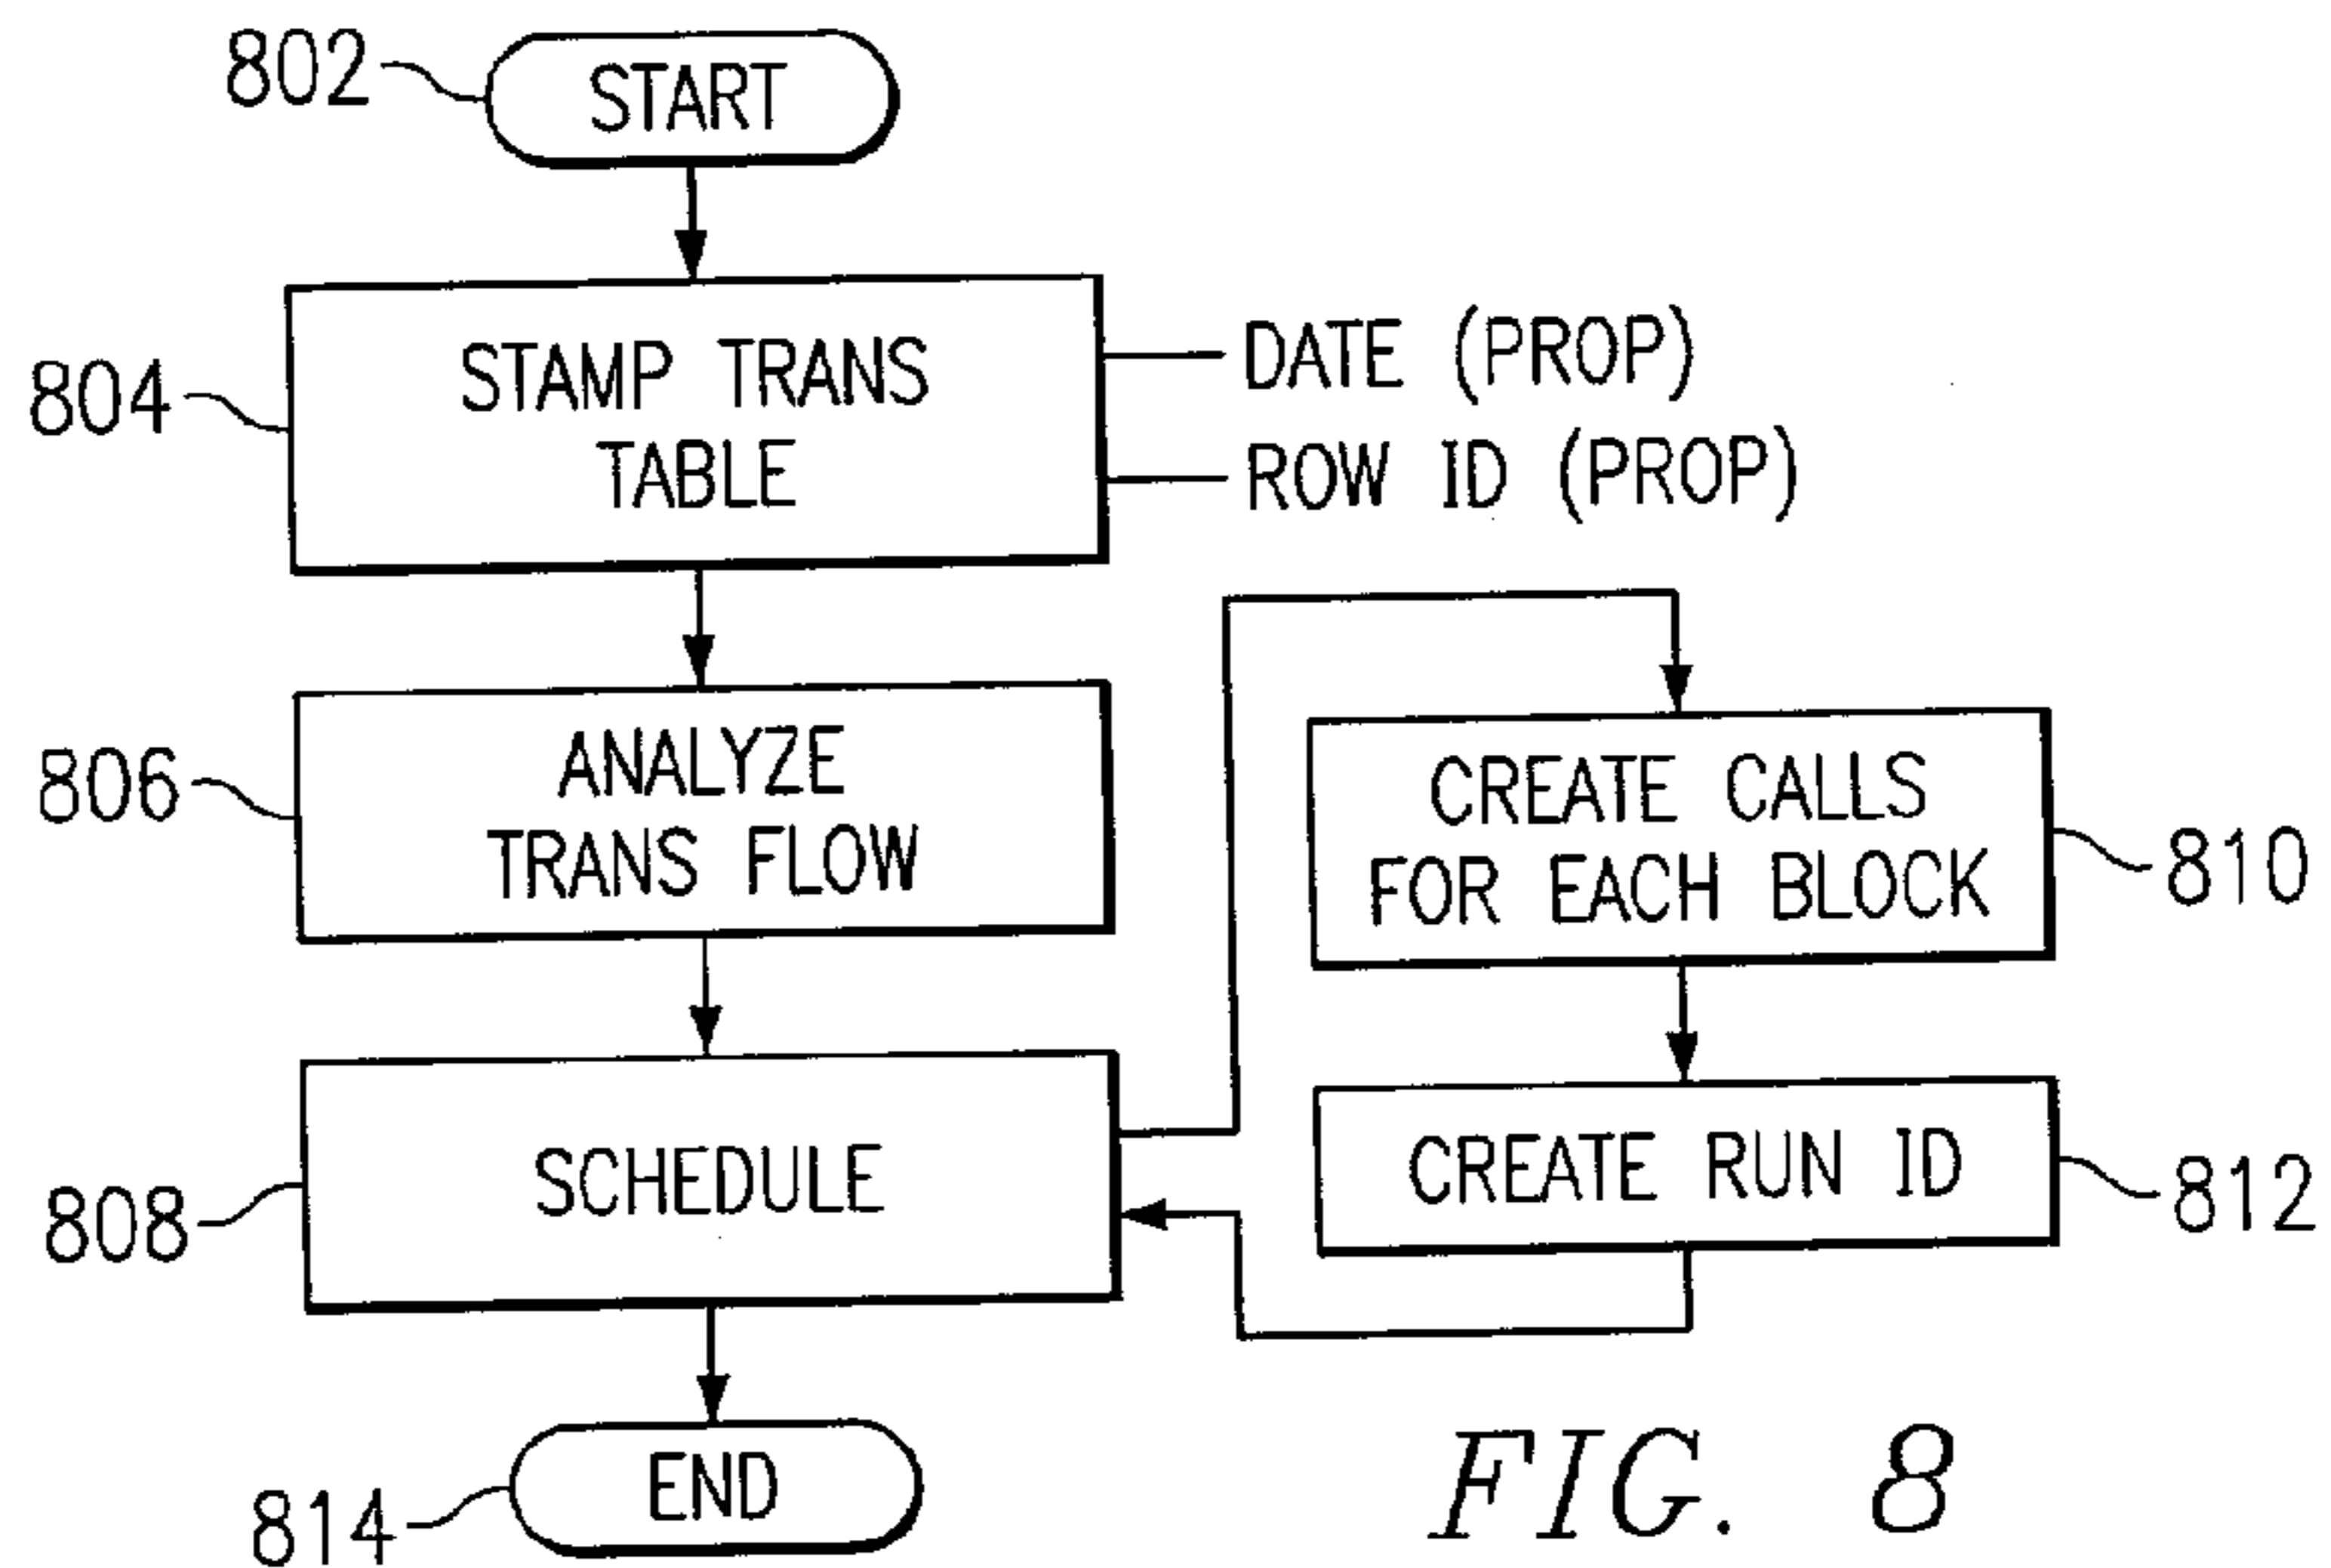 802
START
804
STAMP TRANS
TABLE
DATE (PROP)
ROW ID (PROP)
806
ANALYZE
TRANS FLOW
808
SCHEDULE
CREATE CALLS
FOR EACH BLOCK
810
CREATE RUN ID
812
814
END
FIG. 8